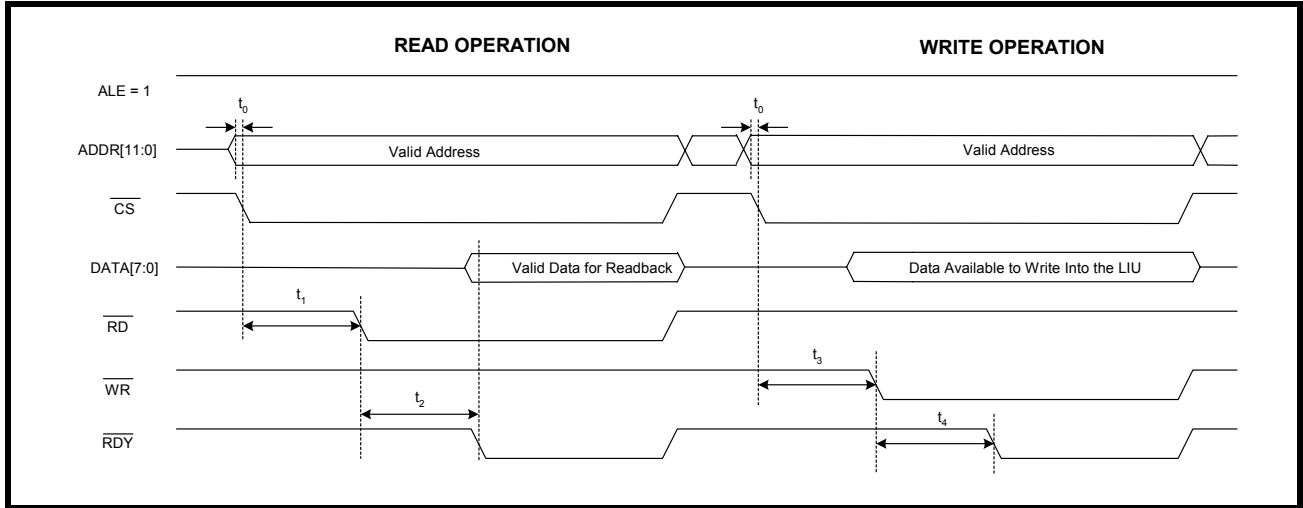 READ OPERATION WRITE OPERATION
ALE = 1
t0 t0
ADDR[11:0] Valid Address Valid Address
CS
DATA[7:0] Valid Data for Readback Data Available to Write Into the LIU
t1
RD
t3
WR
t2 t4
RDY